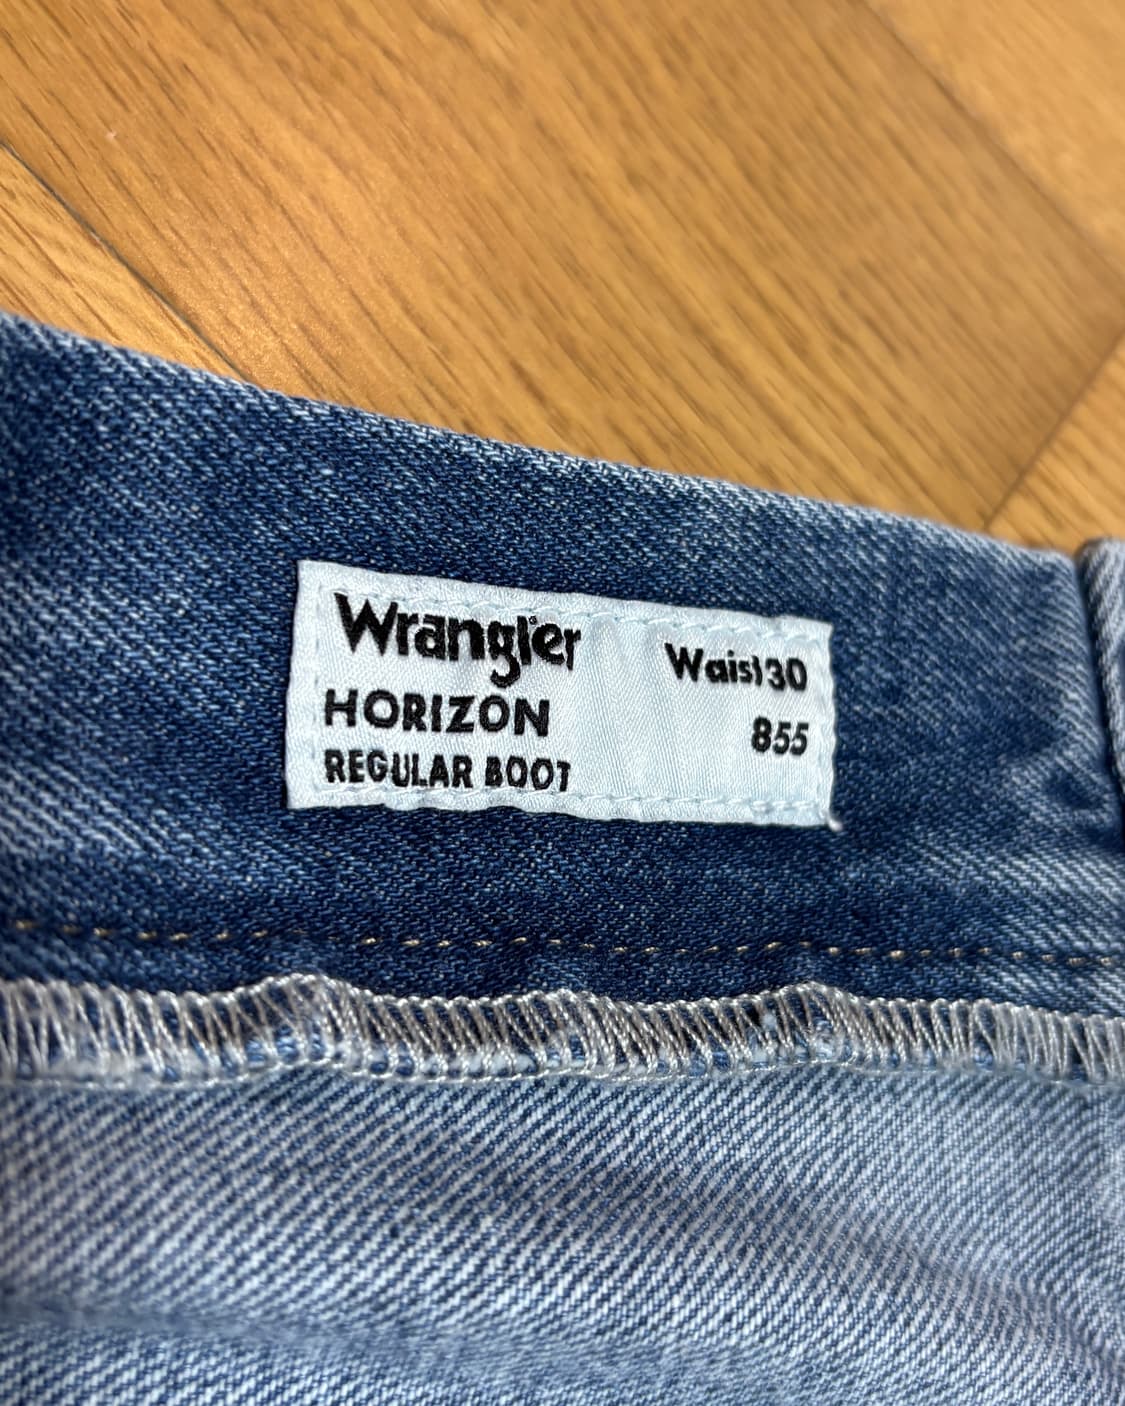 Wrangler
HORIZON
REGULAR BOOT
Waist 30
855